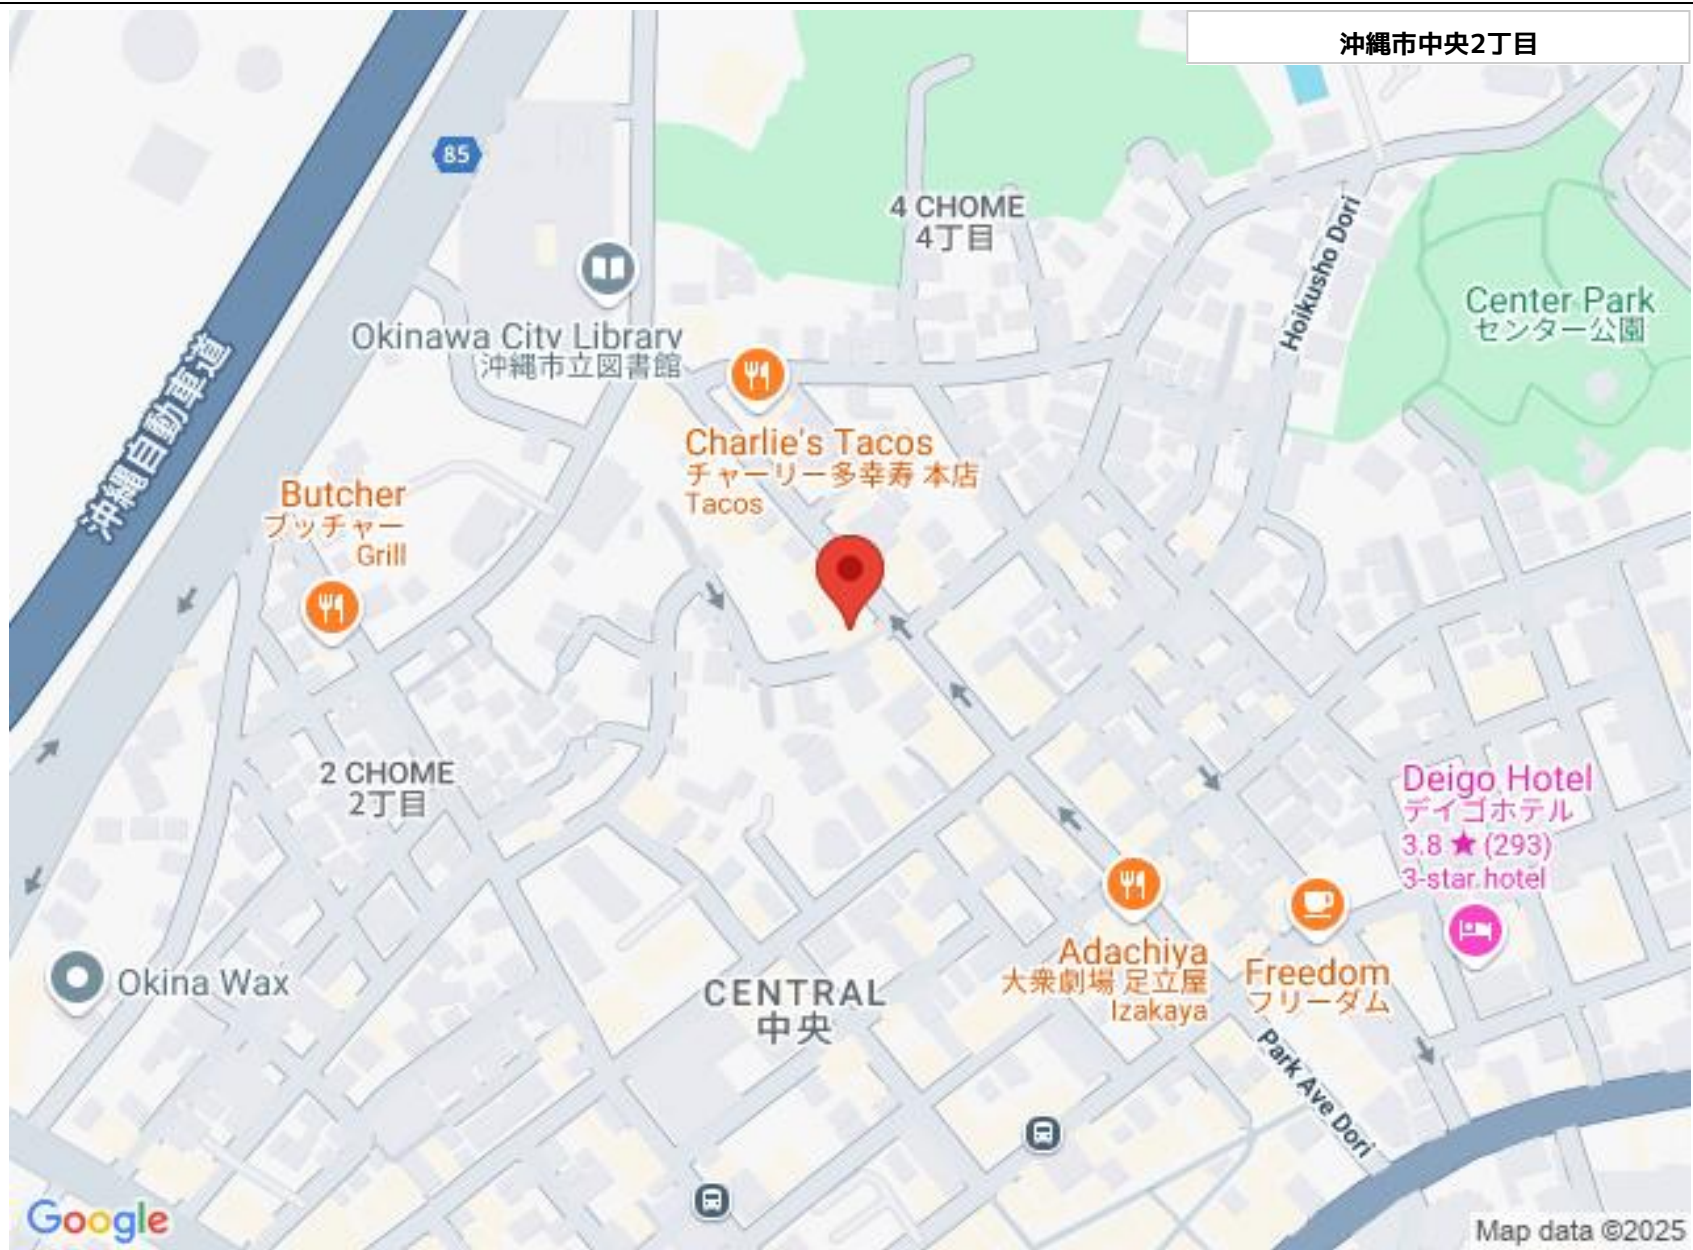 沖縄市中央2丁目
85
4 CHOME
4丁目
Hoikusho Dori
Center Park
センター公園
Okinawa City Library
沖縄市立図書館
沖縄自動車道
Charlie's Tacos
チャーリー多幸寿 本店
Tacos
Butcher
ブッチャー
Grill
2 CHOME
2丁目
Deigo Hotel
デイゴホテル
3.8 ★ (293)
3-star hotel
Adachiya
大衆劇場 足立屋
Izakaya
Freedom
フリーダム
Okina Wax
CENTRAL
中央
Park Ave Dori
Google
Map data ©2025